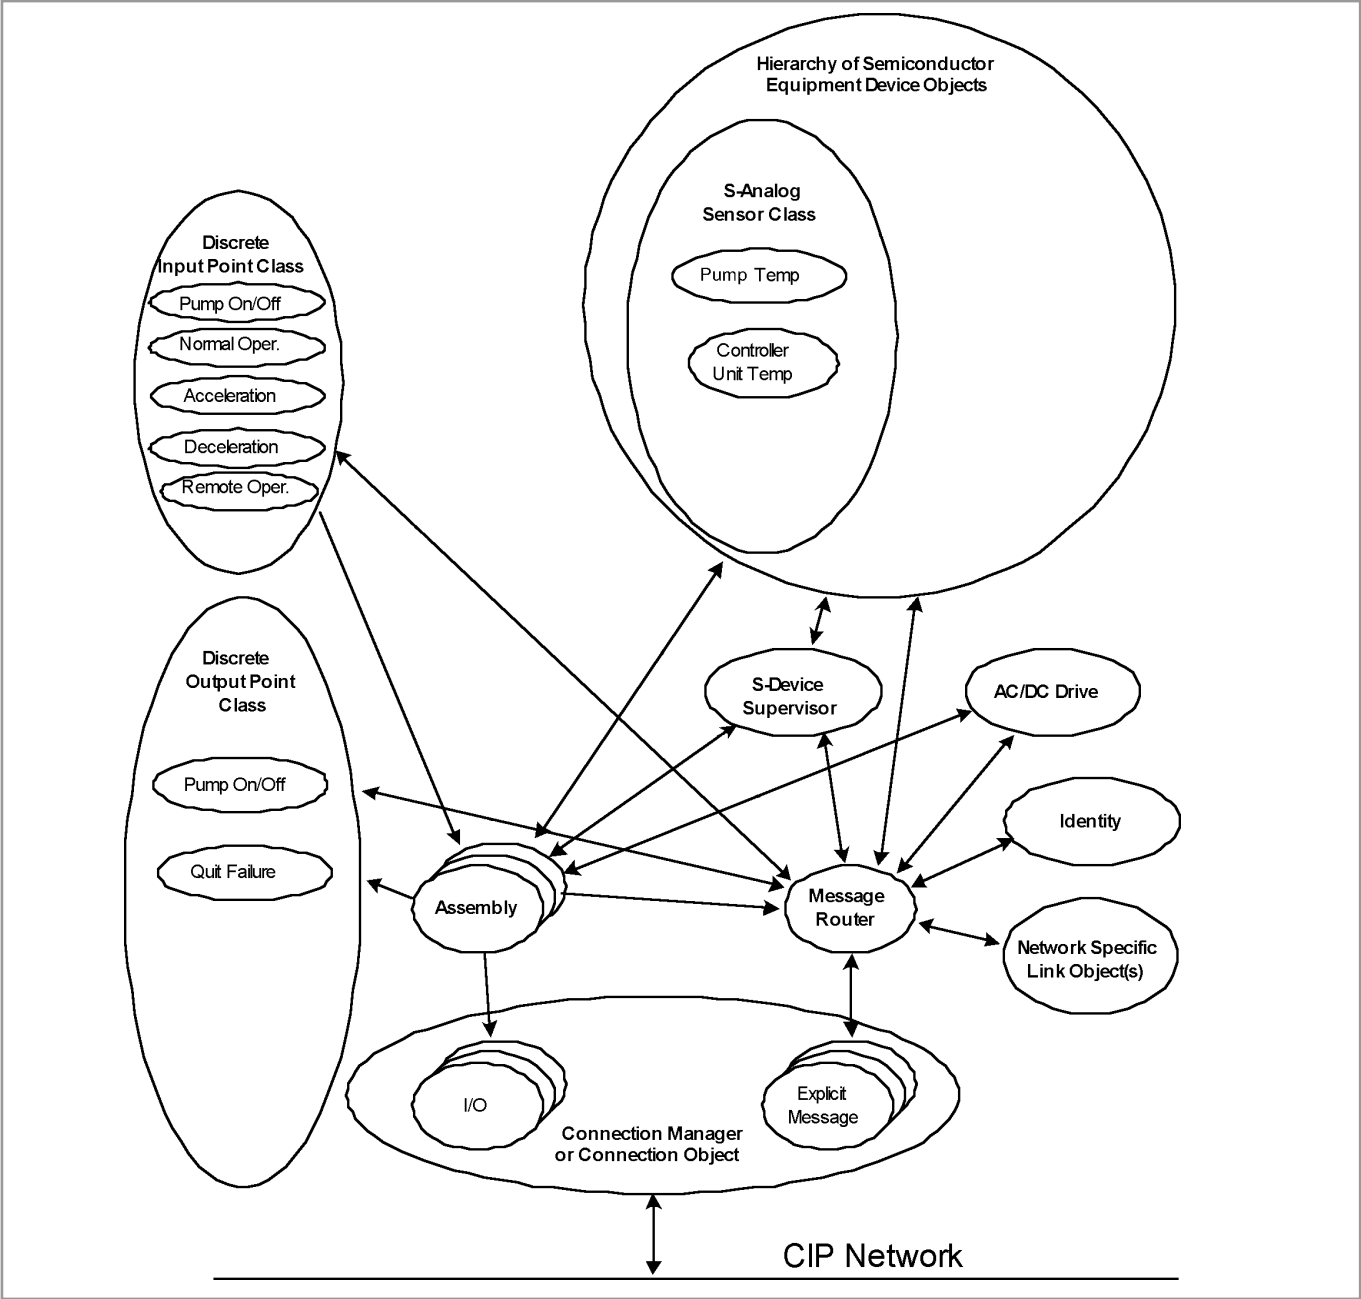 Hierarchy of Semiconductor
Equipment Device Objects
S-Analog
Sensor Class
Pump Temp
Controller
Unit Temp
Discrete
Input Point Class
Pump On/Off
Normal Oper.
Acceleration
Deceleration
Remote Oper.
Discrete
Output Point
Class
Pump On/Off
Quit Failure
S-Device
Supervisor
AC/DC Drive
Identity
Assembly
Message
Router
Network Specific
Link Object(s)
I/O
Explicit
Message
Connection Manager
or Connection Object
CIP Network